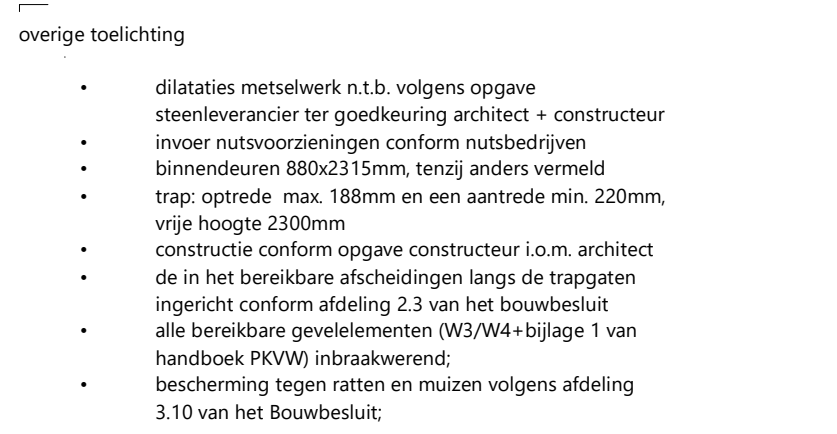 overige toelichting
• dilataties metselwerk n.t.b. volgens opgave
steenleverancier ter goedkeuring architect + constructeur
• invoer nutsvoorzieningen conform nutsbedrijven
• binnendeuren 880x2315mm, tenzij anders vermeld
• trap: optrede  max. 188mm en een aantrede min. 220mm,
vrije hoogte 2300mm
• constructie conform opgave constructeur i.o.m. architect
• de in het bereikbare afscheidingen langs de trapgaten
ingericht conform afdeling 2.3 van het bouwbesluit
• alle bereikbare gevelelementen (W3/W4+bijlage 1 van
handboek PKVW) inbraakwerend;
• bescherming tegen ratten en muizen volgens afdeling
3.10 van het Bouwbesluit;